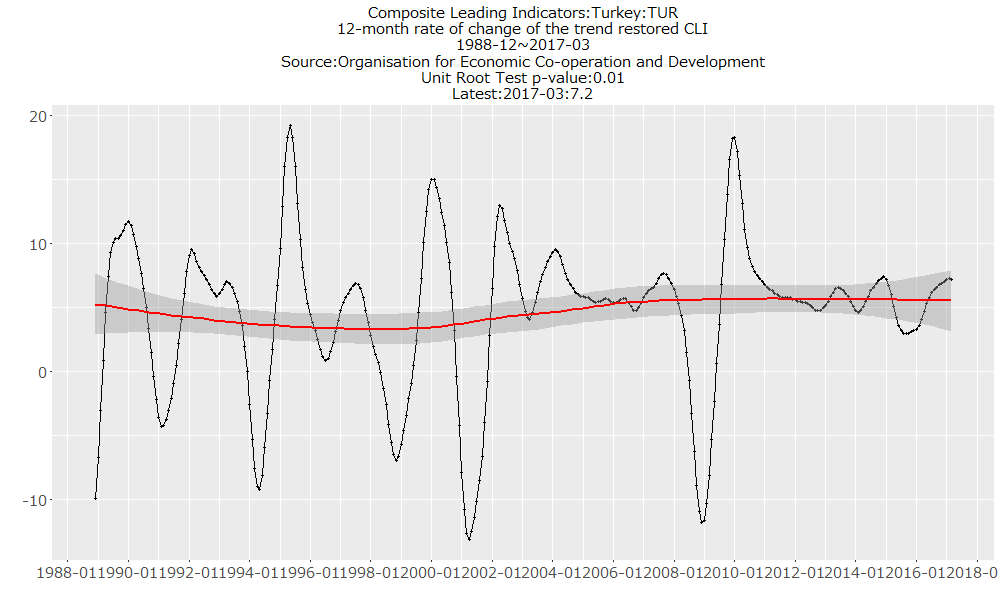 Composite Leading Indicators:Turkey:TUR
12-month rate of change of the trend restored CLI
1988-12~2017-03
Source:Organisation for Economic Co-operation and Development
Unit Root Test p-value:0.01
Latest:2017-03:7.2
20
10
0
-10
1988-011990-011992-011994-011996-011998-012000-012002-012004-012006-012008-012010-012012-012014-012016-012018-0